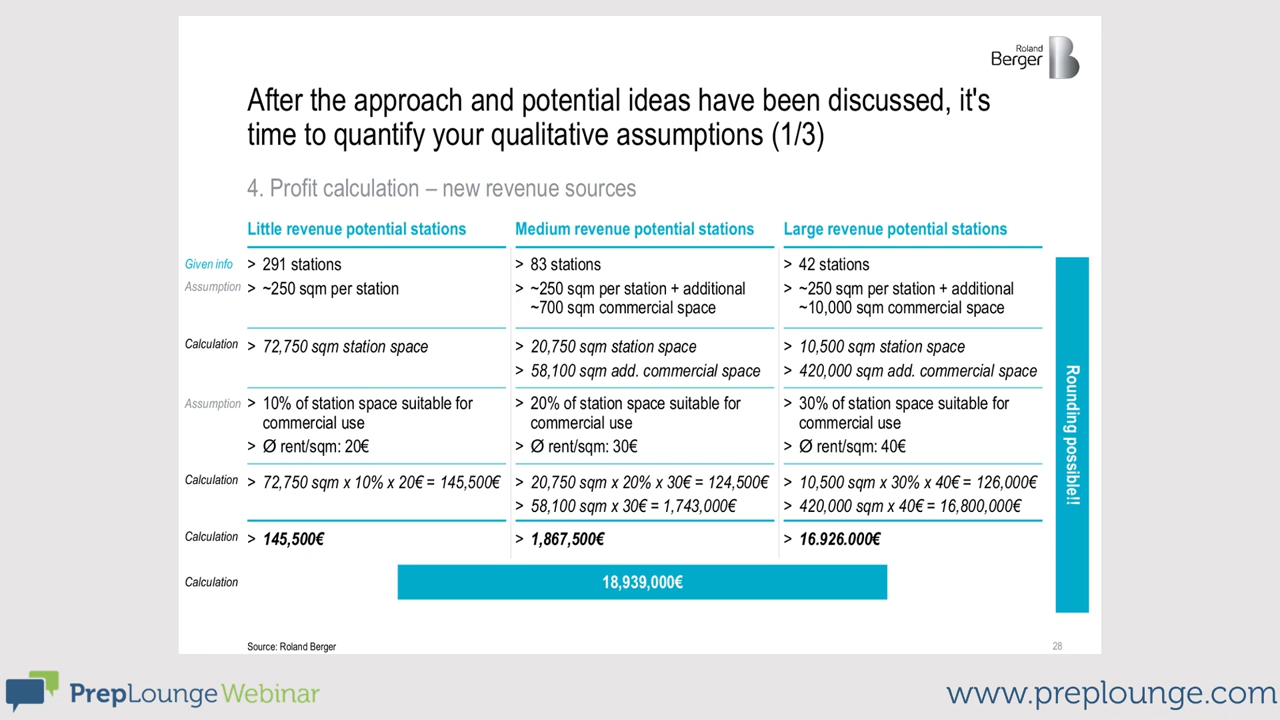 Roland
Berger
After the approach and potential ideas have been discussed, it's
time to quantify your qualitative assumptions (1/3)
4. Profit calculation – new revenue sources
Little revenue potential stations
Medium revenue potential stations
Large revenue potential stations
Given info
> 291 stations
> 83 stations
> 42 stations
Assumption
> ~250 sqm per station
> ~250 sqm per station + additional
~700 sqm commercial space
> ~250 sqm per station + additional
~10,000 sqm commercial space
Calculation
> 72,750 sqm station space
> 20,750 sqm station space
> 58,100 sqm add. commercial space
> 10,500 sqm station space
> 420,000 sqm add. commercial space
Assumption
> 10% of station space suitable for
commercial use
> Ø rent/sqm: 20€
> 20% of station space suitable for
commercial use
> Ø rent/sqm: 30€
> 30% of station space suitable for
commercial use
> Ø rent/sqm: 40€
Calculation
> 72,750 sqm x 10% x 20€ = 145,500€
> 20,750 sqm x 20% x 30€ = 124,500€
> 58,100 sqm x 30€ = 1,743,000€
> 10,500 sqm x 30% x 40€ = 126,000€
> 420,000 sqm x 40€ = 16,800,000€
Calculation
> 145,500€
> 1,867,500€
> 16.926.000€
Calculation
18,939,000€
Rounding possible!!
Source: Roland Berger
28
PrepLounge Webinar
www.preplounge.com